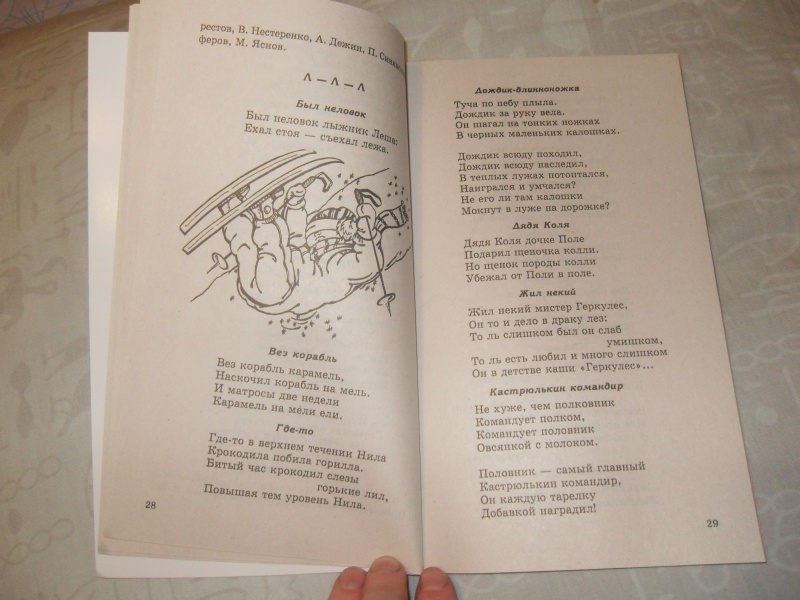 рестов, В. Нестеренко, А. Дежин, П. Синявский
феров, М. Яснов.
Л — Л — Л
Был неловок
Был неловок лыжник Леша:
Ехал стоя — съехал лежа.
Вез корабль
Вез корабль карамель,
Наскочил корабль на мель.
И матросы две недели
Карамель на мели ели.
Где-то
Где-то в верхнем течении Нила
Крокодила побила горилла.
Битый час крокодил слезы
горькие лил,
Повышая тем уровень Нила.
28
Дождик-длинноножка
Туча по небу плыла.
Дождик за руку вела.
Он шагал на тонких ножках
В черных маленьких калошках.
Дождик всюду походил,
Дождик всюду наследил,
В теплых лужах потоптался,
Наигрался и умчался?
Не его ли там калошки
Мокнут в луже на дорожке?
Дядя Коля
Дядя Коля дочке Поле
Подарил щеночка колли.
Но щенок породы колли
Убежал от Поли в поле.
Жил некий
Жил некий мистер Геркулес,
Он то и дело в драку лез:
То ль слишком был он слаб
умишком,
То ль есть любил и много слишком
Он в детстве каши «Геркулес»...
Кастрюлькин командир
Не хуже, чем полковник
Командует полком,
Командует половник
Овсянкой с молоком.
Половник — самый главный
Кастрюлькин командир,
Он каждую тарелку
Добавкой наградил!
29